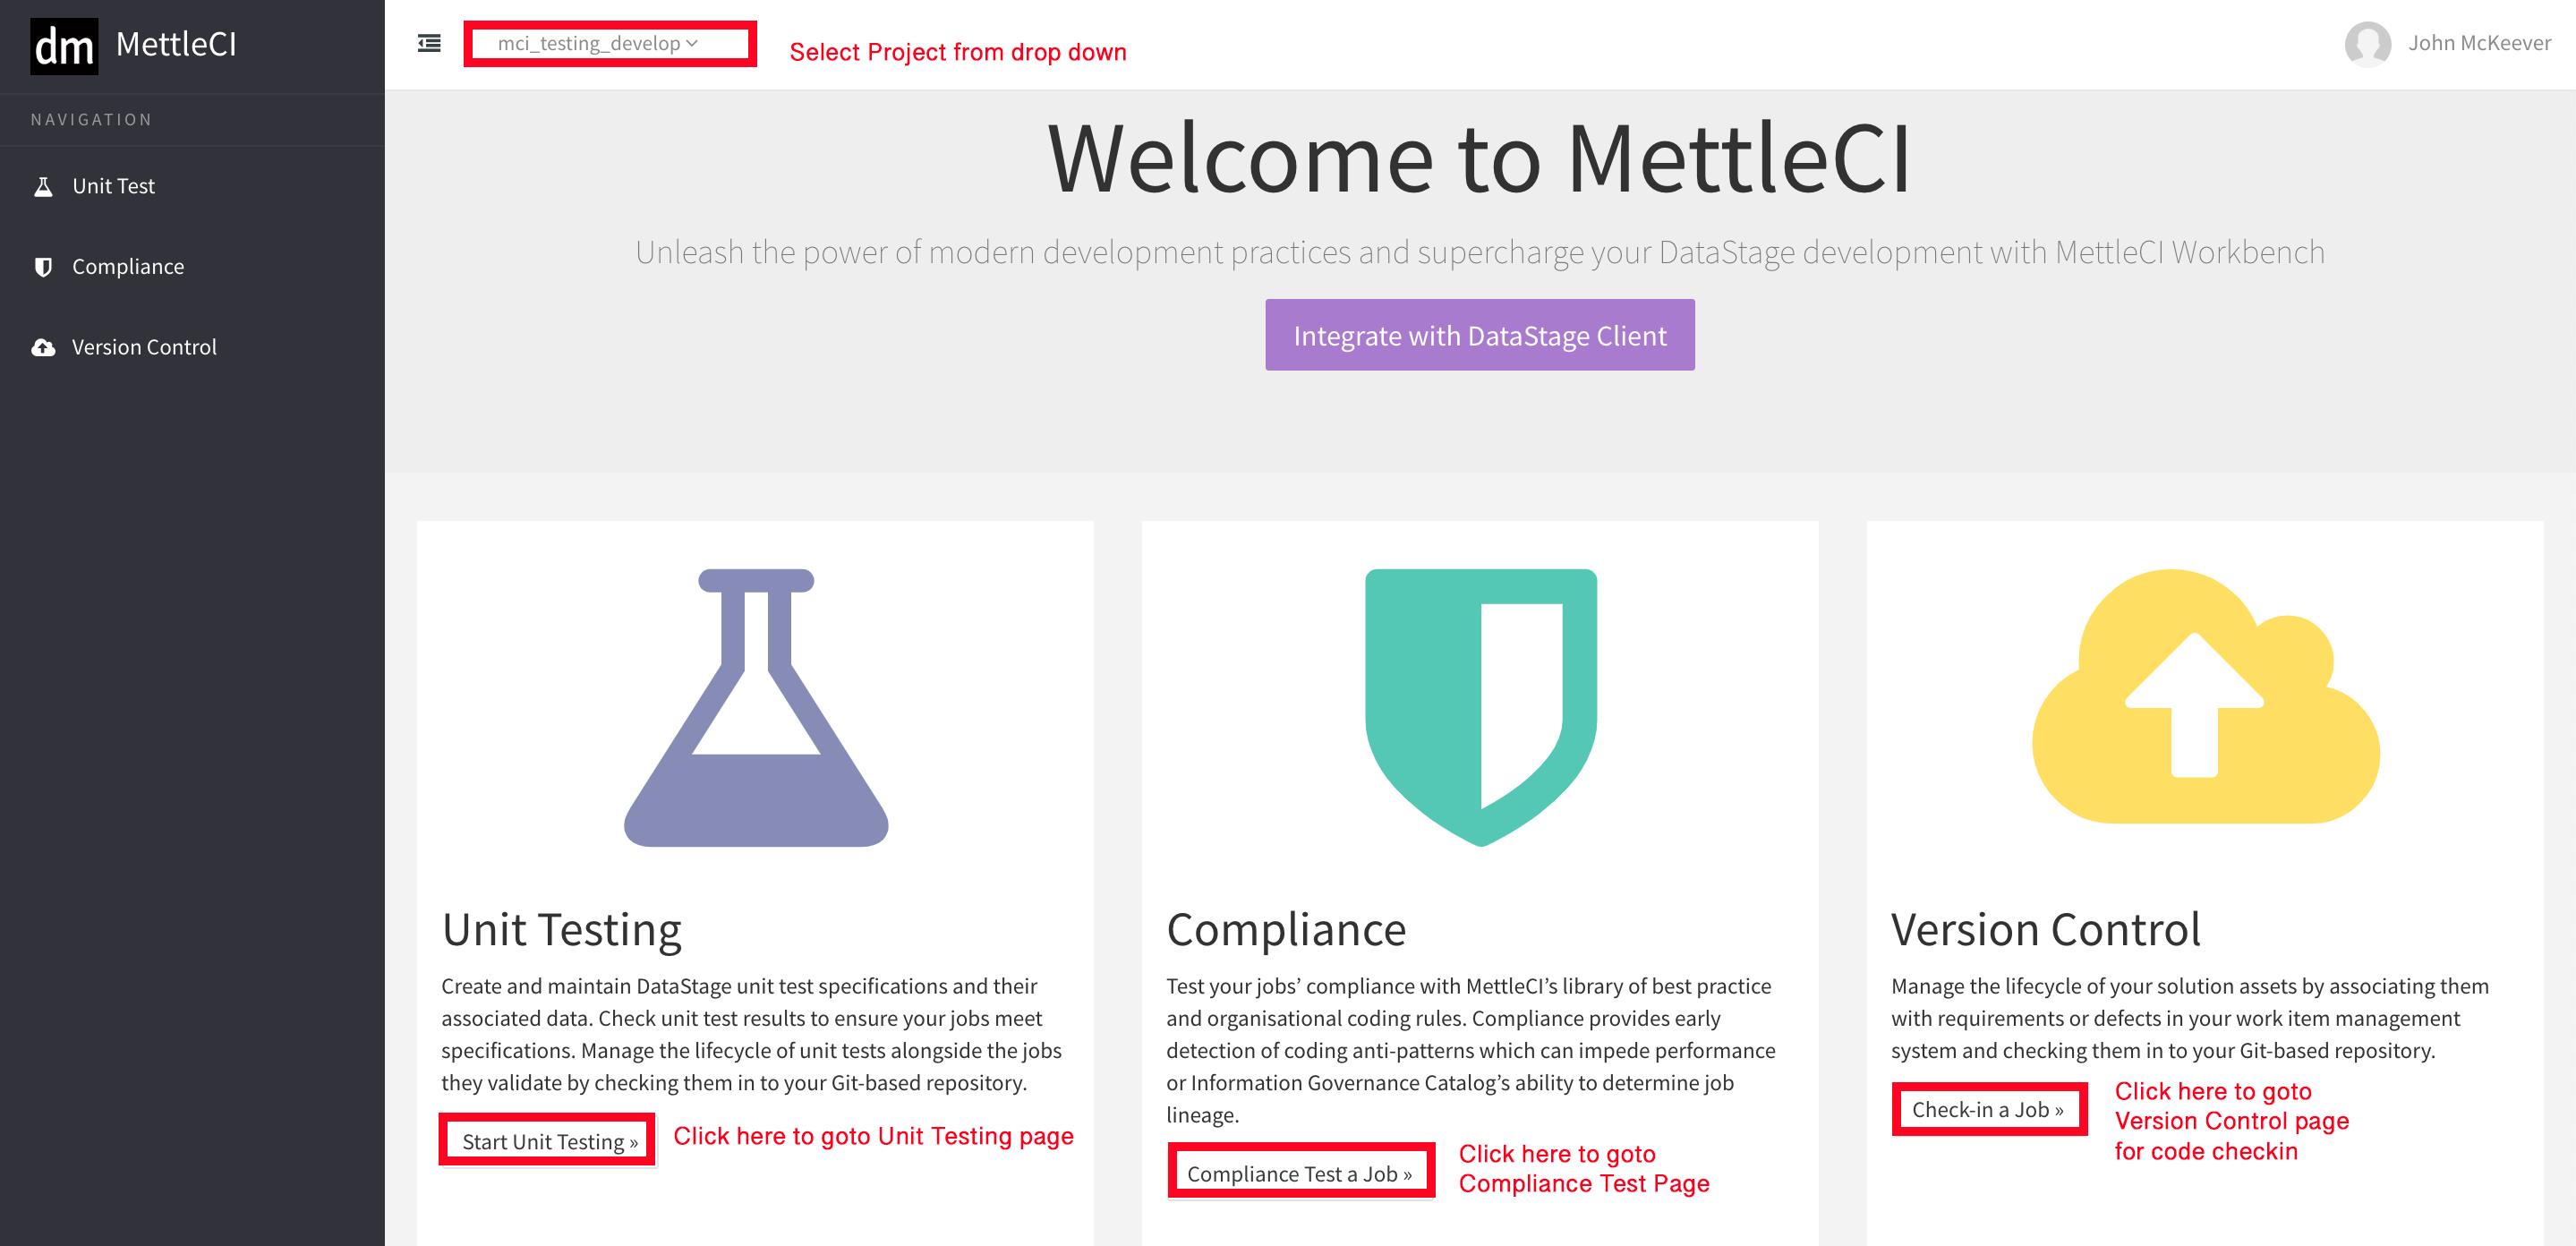 dm MettleCI
mci_testing_develop
Select Project from drop down
John McKeever
NAVIGATION
Unit Test
Compliance
Version Control
Welcome to MettleCI
Unleash the power of modern development practices and supercharge your DataStage development with MettleCI Workbench
Integrate with DataStage Client
Unit Testing
Create and maintain DataStage unit test specifications and their
associated data. Check unit test results to ensure your jobs meet
specifications. Manage the lifecycle of unit tests alongside the jobs
they validate by checking them in to your Git-based repository.
Start Unit Testing »
Click here to goto Unit Testing page
Compliance
Test your jobs’ compliance with MettleCI’s library of best practice
and organisational coding rules. Compliance provides early
detection of coding anti-patterns which can impede performance
or Information Governance Catalog’s ability to determine job
lineage.
Compliance Test a Job »
Click here to goto
Compliance Test Page
Version Control
Manage the lifecycle of your solution assets by associating them
with requirements or defects in your work item management
system and checking them in to your Git-based repository.
Check-in a Job »
Click here to goto
Version Control page
for code checkin